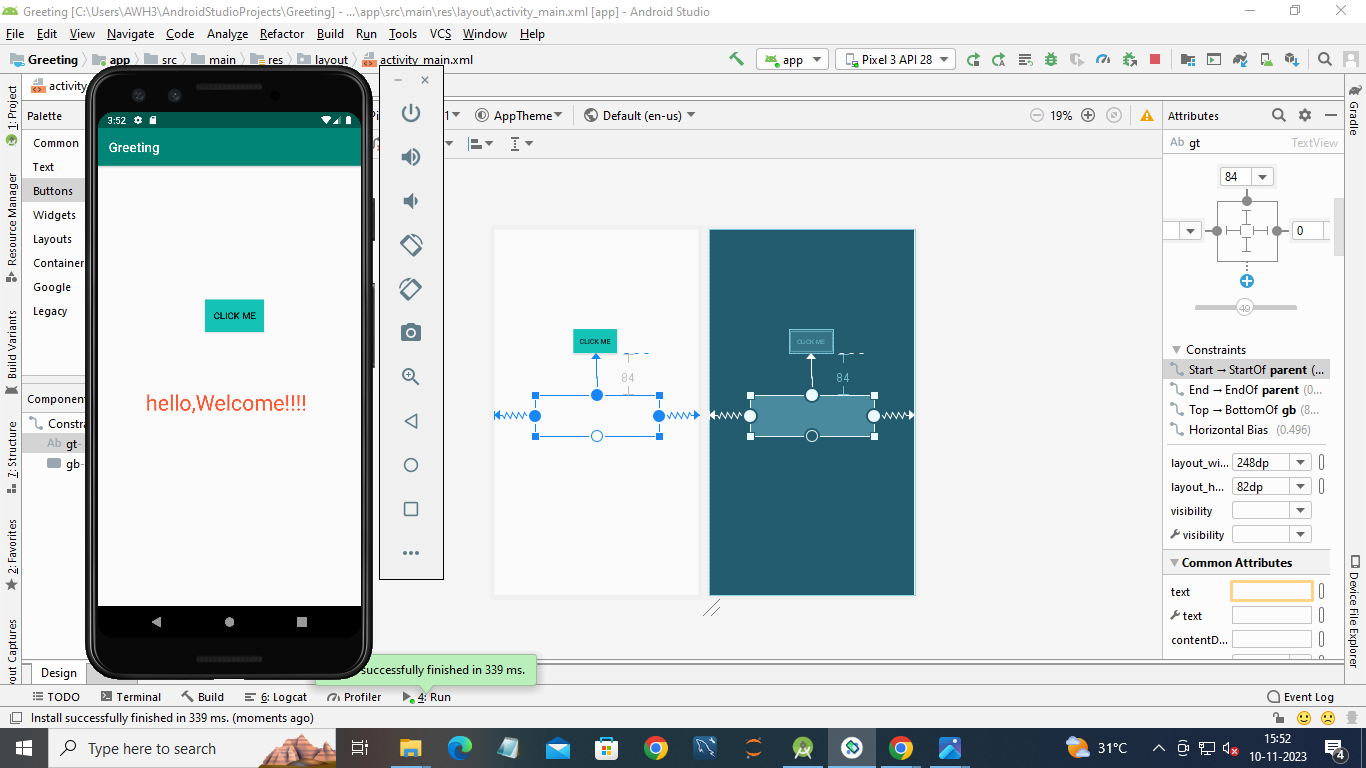 Greeting [C:\Users\AWH3\AndroidStudioProjects\Greeting] - ...\app\src\main\res\layout\activity_main.xml [app] - Android Studio
File Edit View Navigate Code Analyze Refactor Build Run Tools VCS Window Help
Greeting app src main res layout activity_main.xml app Pixel 3 API 28
activity
Palette
AppTheme Default (en-us) 19% Attributes
Common
Text
Buttons
Widgets
Layouts
Container
Google
Legacy
Component
Constra
Ab gt-
gb-
1: Project
Resource Manager
Build Variants
7: Structure
2: Favorites
out Captures
3:52
Greeting
CLICK ME
hello,Welcome!!!!
CLICK ME
84
CLICK ME
84
Ab gt TextView
84
0
49
Constraints
Start → StartOf parent (...
End → EndOf parent (0...
Top → BottomOf gb (8...
Horizontal Bias (0.496)
layout_wi... 248dp
layout_h... 82dp
visibility
visibility
Common Attributes
text
text
contentD...
Gradle
Device File Explorer
Design
successfully finished in 339 ms.
TODO Terminal Build 6: Logcat Profiler 4: Run Event Log
Install successfully finished in 339 ms. (moments ago)
Type here to search
31°C
15:52
10-11-2023
4